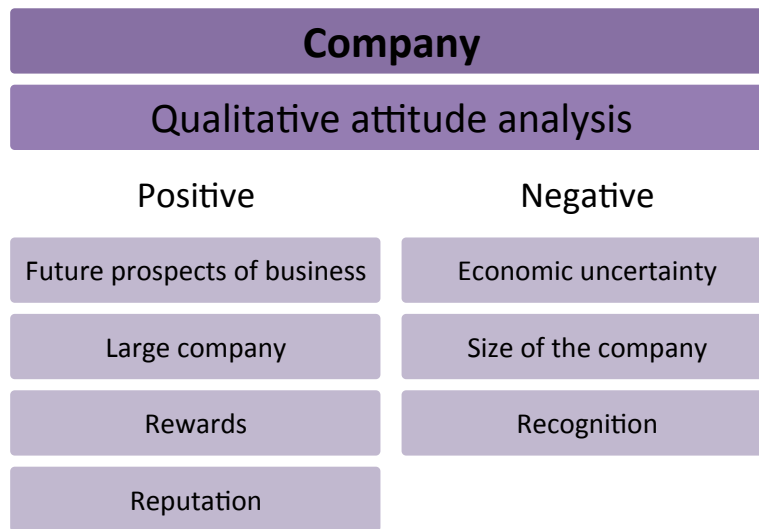 Company
Qualitative attitude analysis
Positive
Negative
Future prospects of business
Economic uncertainty
Large company
Size of the company
Rewards
Recognition
Reputation